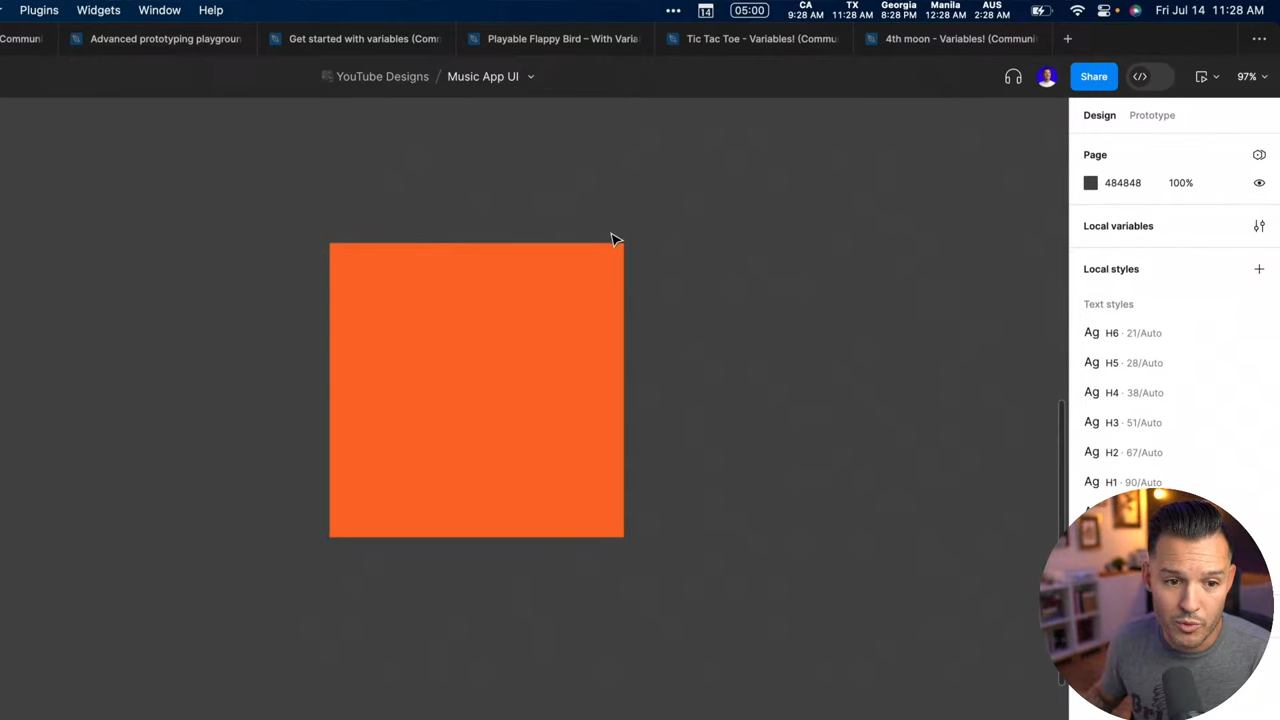 Plugins Widgets Window Help ••• 14 05:00 CA 9:28 AM TX 11:28 AM Georgia 8:28 PM Manila 12:28 AM AUS 2:28 AM Fri Jul 14 11:28 AM
Communi Advanced prototyping playgroun Get started with variables (Com Playable Flappy Bird – With Varia Tic Tac Toe - Variables! (Commu 4th moon - Variables! (Communi + •••
YouTube Designs / Music App UI Share </> 97%
Design Prototype
Page
484848 100%
Local variables
Local styles +
Text styles
Ag H6 · 21/Auto
Ag H5 · 28/Auto
Ag H4 · 38/Auto
Ag H3 · 51/Auto
Ag H2 · 67/Auto
Ag H1 · 90/Auto